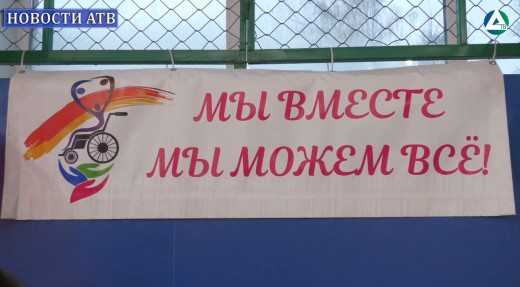 НОВОСТИ АТВ
МЫ ВМЕСТЕ
МЫ МОЖЕМ ВСЁ!